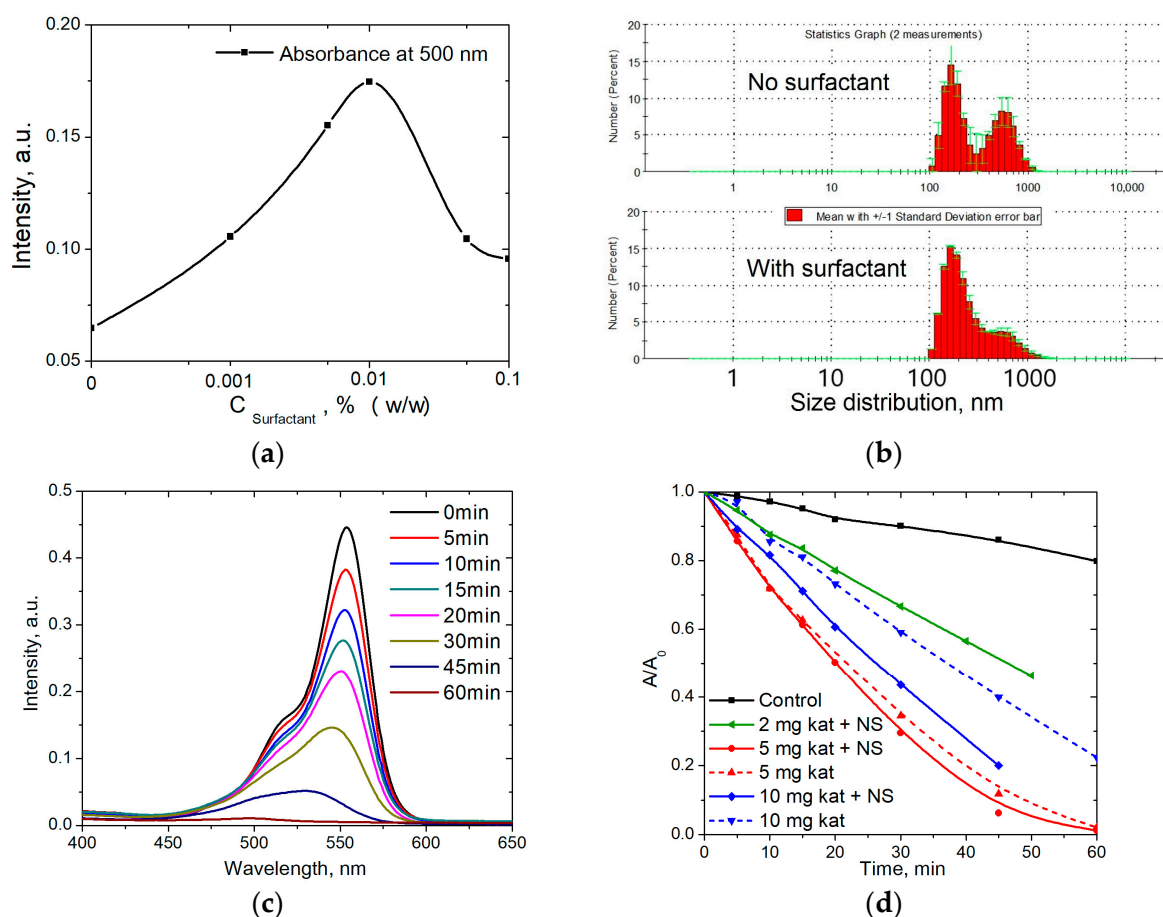 0.20
Absorbance at 500 nm
0.15
0.10
0.05
Intensity, a.u.
0 0.001 0.01 0.1
C Surfactant , % ( w/w)
(a)
Statistics Graph (2 measurements)
No surfactant
Number (Percent)
20
15
10
5
0
1 10 100 1000 10,000
Mean with +/-1 Standard Deviation error bar
With surfactant
Number (Percent)
20
15
10
5
0
1 10 100 1000
Size distribution, nm
(b)
0.5
0.4
0.3
0.2
0.1
0.0
Intensity, a.u.
0min
5min
10min
15min
20min
30min
45min
60min
400 450 500 550 600 650
Wavelength, nm
(c)
1.0
0.8
0.6
0.4
0.2
0.0
A/A0
Control
2 mg kat + NS
5 mg kat + NS
5 mg kat
10 mg kat + NS
10 mg kat
0 10 20 30 40 50 60
Time, min
(d)